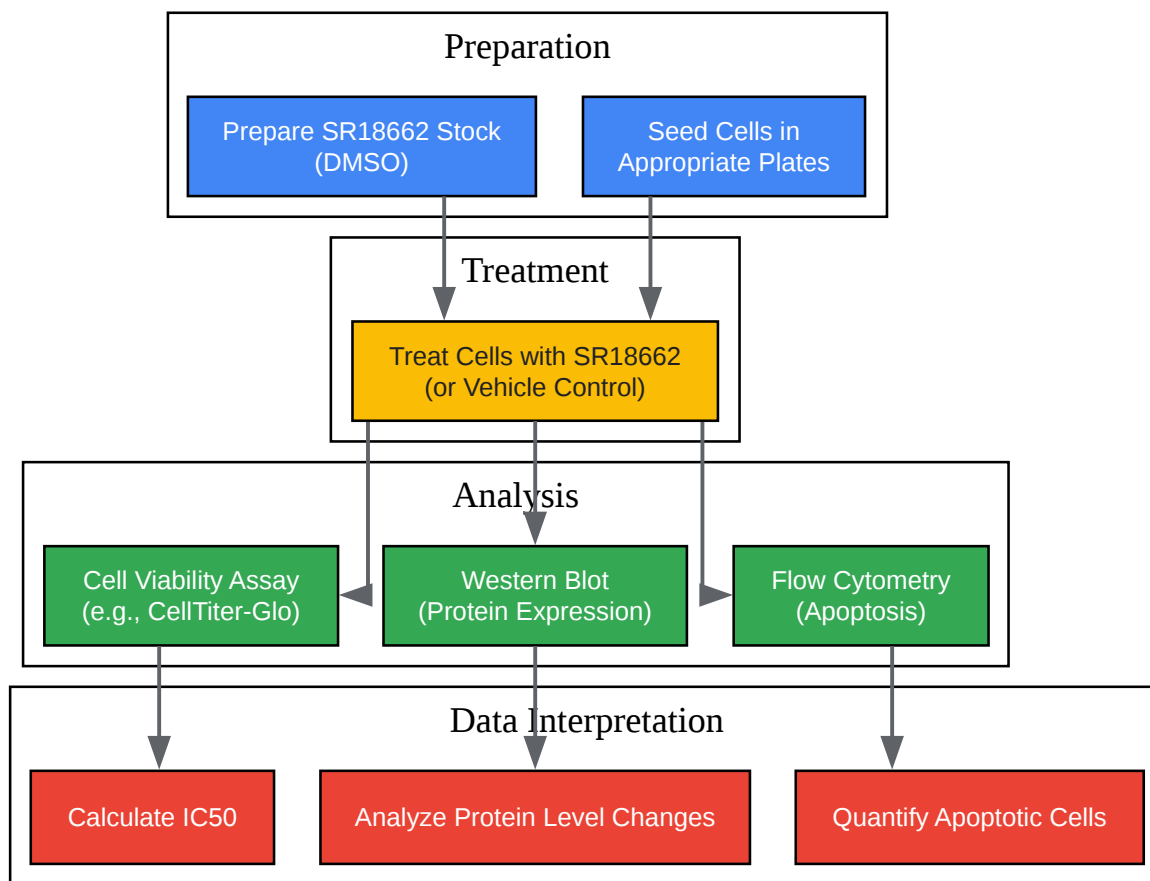 Preparation
Prepare SR18662 Stock
(DMSO)
Seed Cells in
Appropriate Plates
Treatment
Treat Cells with SR18662
(or Vehicle Control)
Analysis
Cell Viability Assay
(e.g., CellTiter-Glo)
Western Blot
(Protein Expression)
Flow Cytometry
(Apoptosis)
Data Interpretation
Calculate IC50
Analyze Protein Level Changes
Quantify Apoptotic Cells